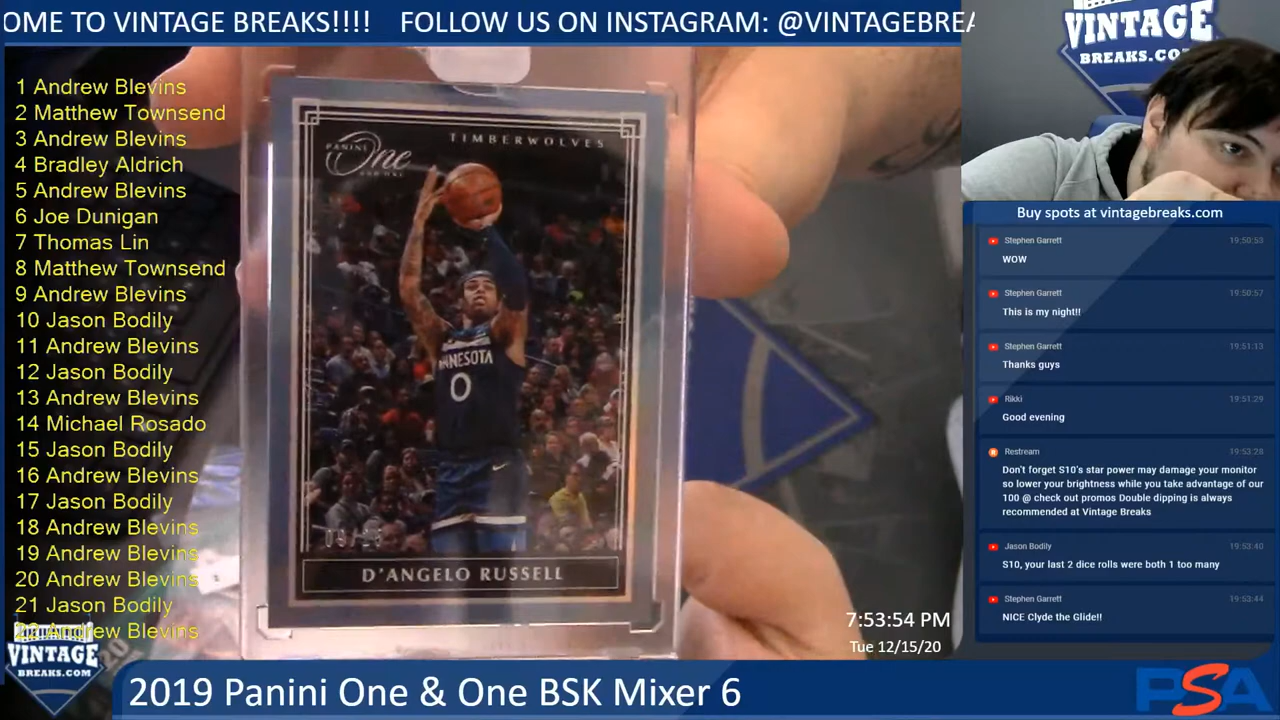 OME TO VINTAGE BREAKS!!!! FOLLOW US ON INSTAGRAM: @VINTAGEBREA
1 Andrew Blevins
2 Matthew Townsend
3 Andrew Blevins
4 Bradley Aldrich
5 Andrew Blevins
6 Joe Dunigan
7 Thomas Lin
8 Matthew Townsend
9 Andrew Blevins
10 Jason Bodily
11 Andrew Blevins
12 Jason Bodily
13 Andrew Blevins
14 Michael Rosado
15 Jason Bodily
16 Andrew Blevins
17 Jason Bodily
18 Andrew Blevins
19 Andrew Blevins
20 Andrew Blevins
21 Jason Bodily
22 Andrew Blevins
VINTAGE
BREAKS.COM
PANINI One
AND ONE
TIMBERWOLVES
MINNESOTA
0
D'ANGELO RUSSELL
7:53:54 PM
Tue 12/15/20
VINTAGE
BREAKS.CO
Buy spots at vintagebreaks.com
Stephen Garrett 19:50:53
WOW
Stephen Garrett 19:50:57
This is my night!!
Stephen Garrett 19:51:13
Thanks guys
Rikki 19:51:29
Good evening
Restream 19:53:28
Don't forget S10's star power may damage your monitor
so lower your brightness while you take advantage of our
100 @ check out promos Double dipping is always
recommended at Vintage Breaks
Jason Bodily 19:53:40
S10, your last 2 dice rolls were both 1 too many
Stephen Garrett 19:53:44
NICE Clyde the Glide!!
2019 Panini One & One BSK Mixer 6
PSA